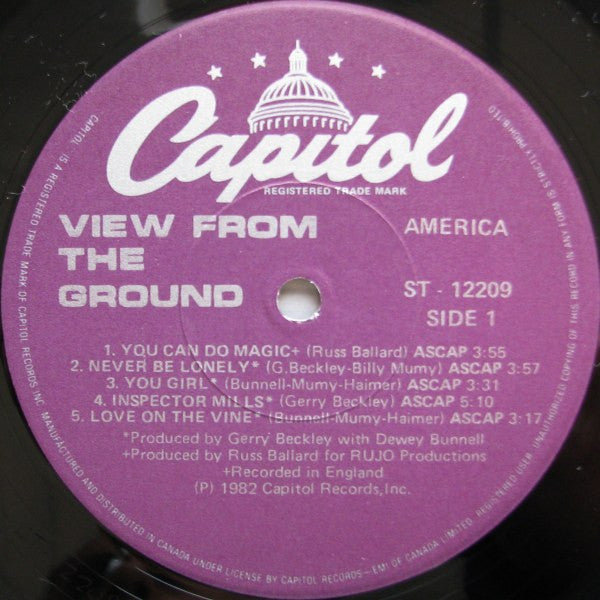 Capitol
REGISTERED TRADE MARK
VIEW FROM
THE
GROUND
AMERICA
ST - 12209
SIDE 1
1. YOU CAN DO MAGIC+ (Russ Ballard) ASCAP 3:55
2. NEVER BE LONELY* (G.Beckley-Billy Mumy) ASCAP 3:57
3. YOU GIRL* (Bunnell-Mumy-Haimer) ASCAP 3:31
4. INSPECTOR MILLS* (Gerry Beckley) ASCAP 5:10
5. LOVE ON THE VINE* (Bunnell-Mumy-Haimer) ASCAP 3:17
*Produced by Gerry Beckley with Dewey Bunnell
+Produced by Russ Ballard for RUJO Productions
+Recorded in England
(P) 1982 Capitol Records,Inc.
CAPITOL IS A REGISTERED TRADE MARK OF CAPITOL RECORDS INC. MANUFACTURED AND DISTRIBUTED IN CANADA UNDER LICENSE BY CAPITOL RECORDS—EMI OF CANADA LIMITED. REGISTERED USER. UNAUTHORIZED COPYING OF THIS RECORD IN ANY FORM IS STRICTLY PROHIBITED